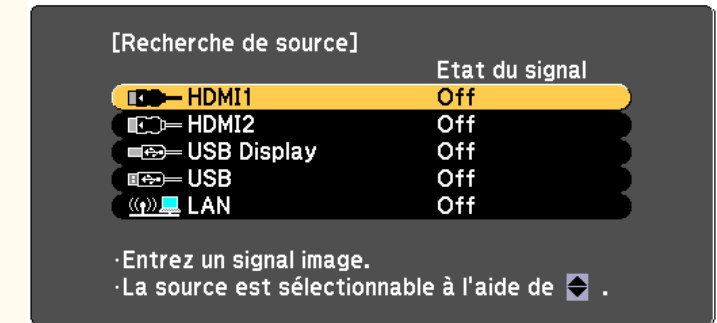 [Recherche de source]
Etat du signal
HDMI1 Off
HDMI2 Off
USB Display Off
USB Off
LAN Off
·Entrez un signal image.
·La source est sélectionnable à l'aide de .